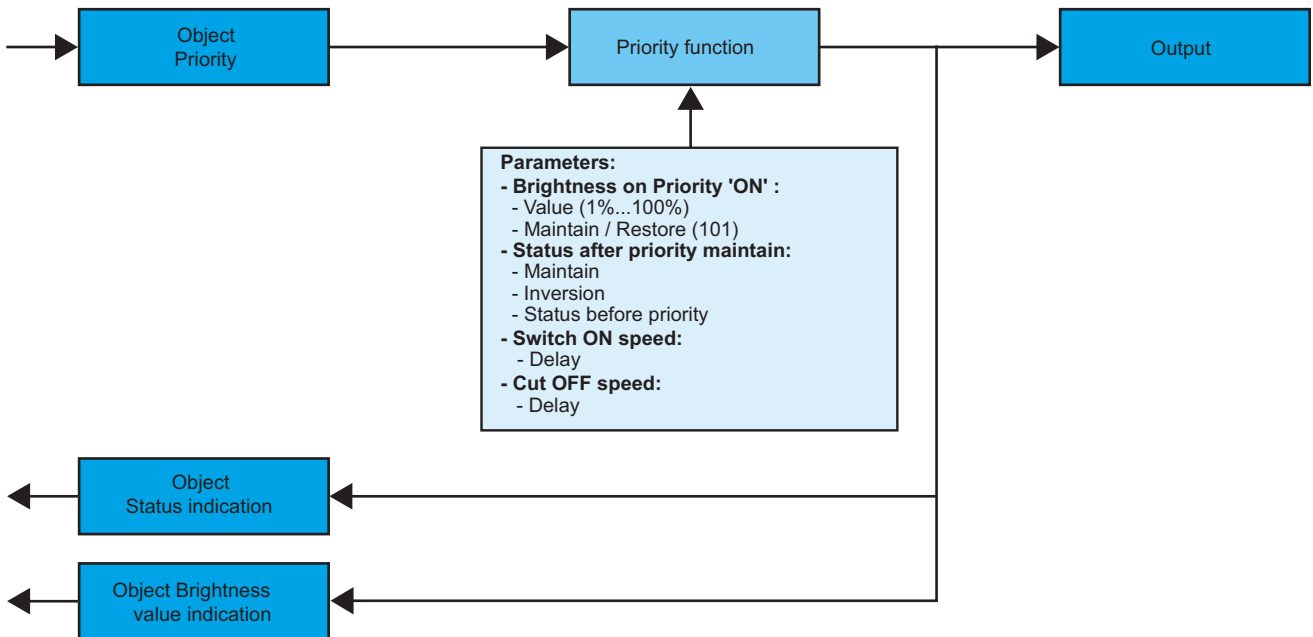 Object
Priority
Priority function
Output
Parameters:
- Brightness on Priority 'ON' :
- Value (1%...100%)
- Maintain / Restore (101)
- Status after priority maintain:
- Maintain
- Inversion
- Status before priority
- Switch ON speed:
- Delay
- Cut OFF speed:
- Delay
Object
Status indication
Object Brightness
value indication